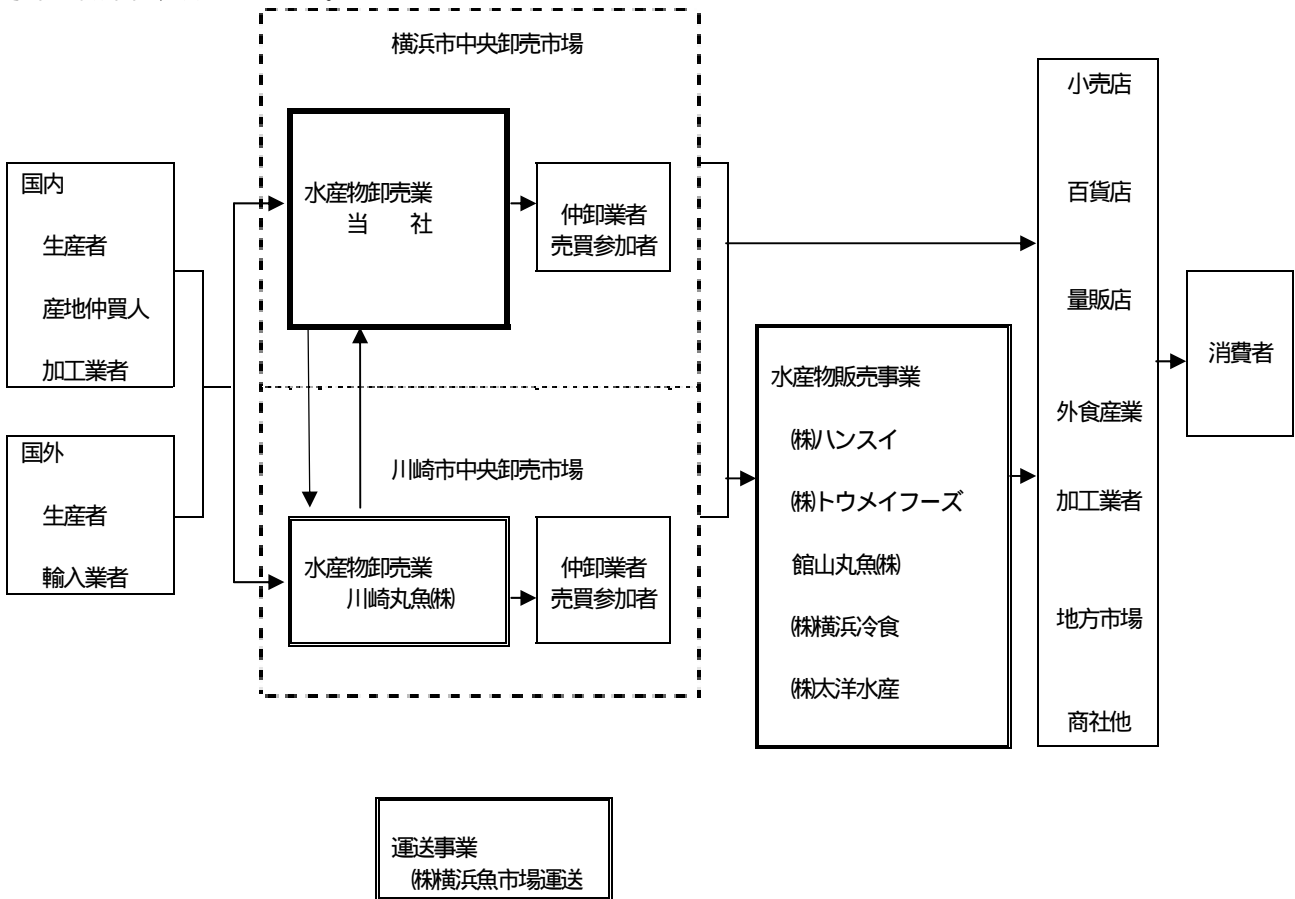 横浜市中央卸売市場
国内
生産者
産地仲買人
加工業者
国外
生産者
輸入業者
水産物卸売業
当　　社
仲卸業者
売買参加者
川崎市中央卸売市場
水産物卸売業
川崎丸魚㈱
仲卸業者
売買参加者
水産物販売事業
㈱ハンスイ
㈱トウメイフーズ
館山丸魚㈱
㈱横浜冷食
㈱太洋水産
小売店
百貨店
量販店
外食産業
加工業者
地方市場
商社他
消費者
運送事業
㈱横浜魚市場運送